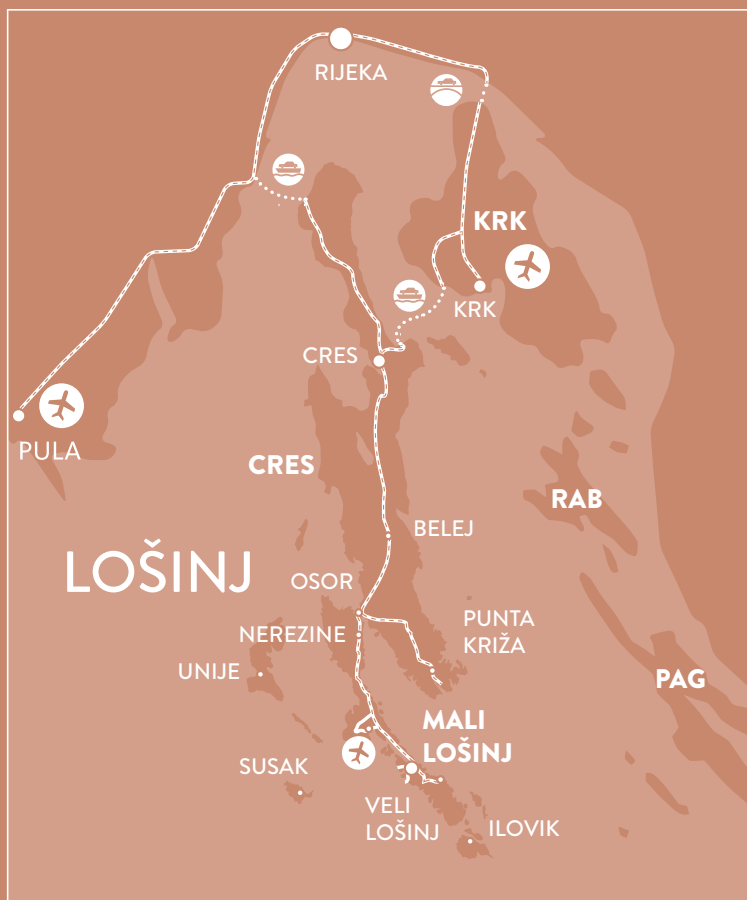 RIJEKA
KRK
KRK
CRES
PULA
CRES
RAB
BELEJ
LOŠINJ
OSOR
PUNTA
KRIŽA
NEREZINE
UNIJE
PAG
MALI
LOŠINJ
SUSAK
VELI
LOŠINJ
ILOVIK